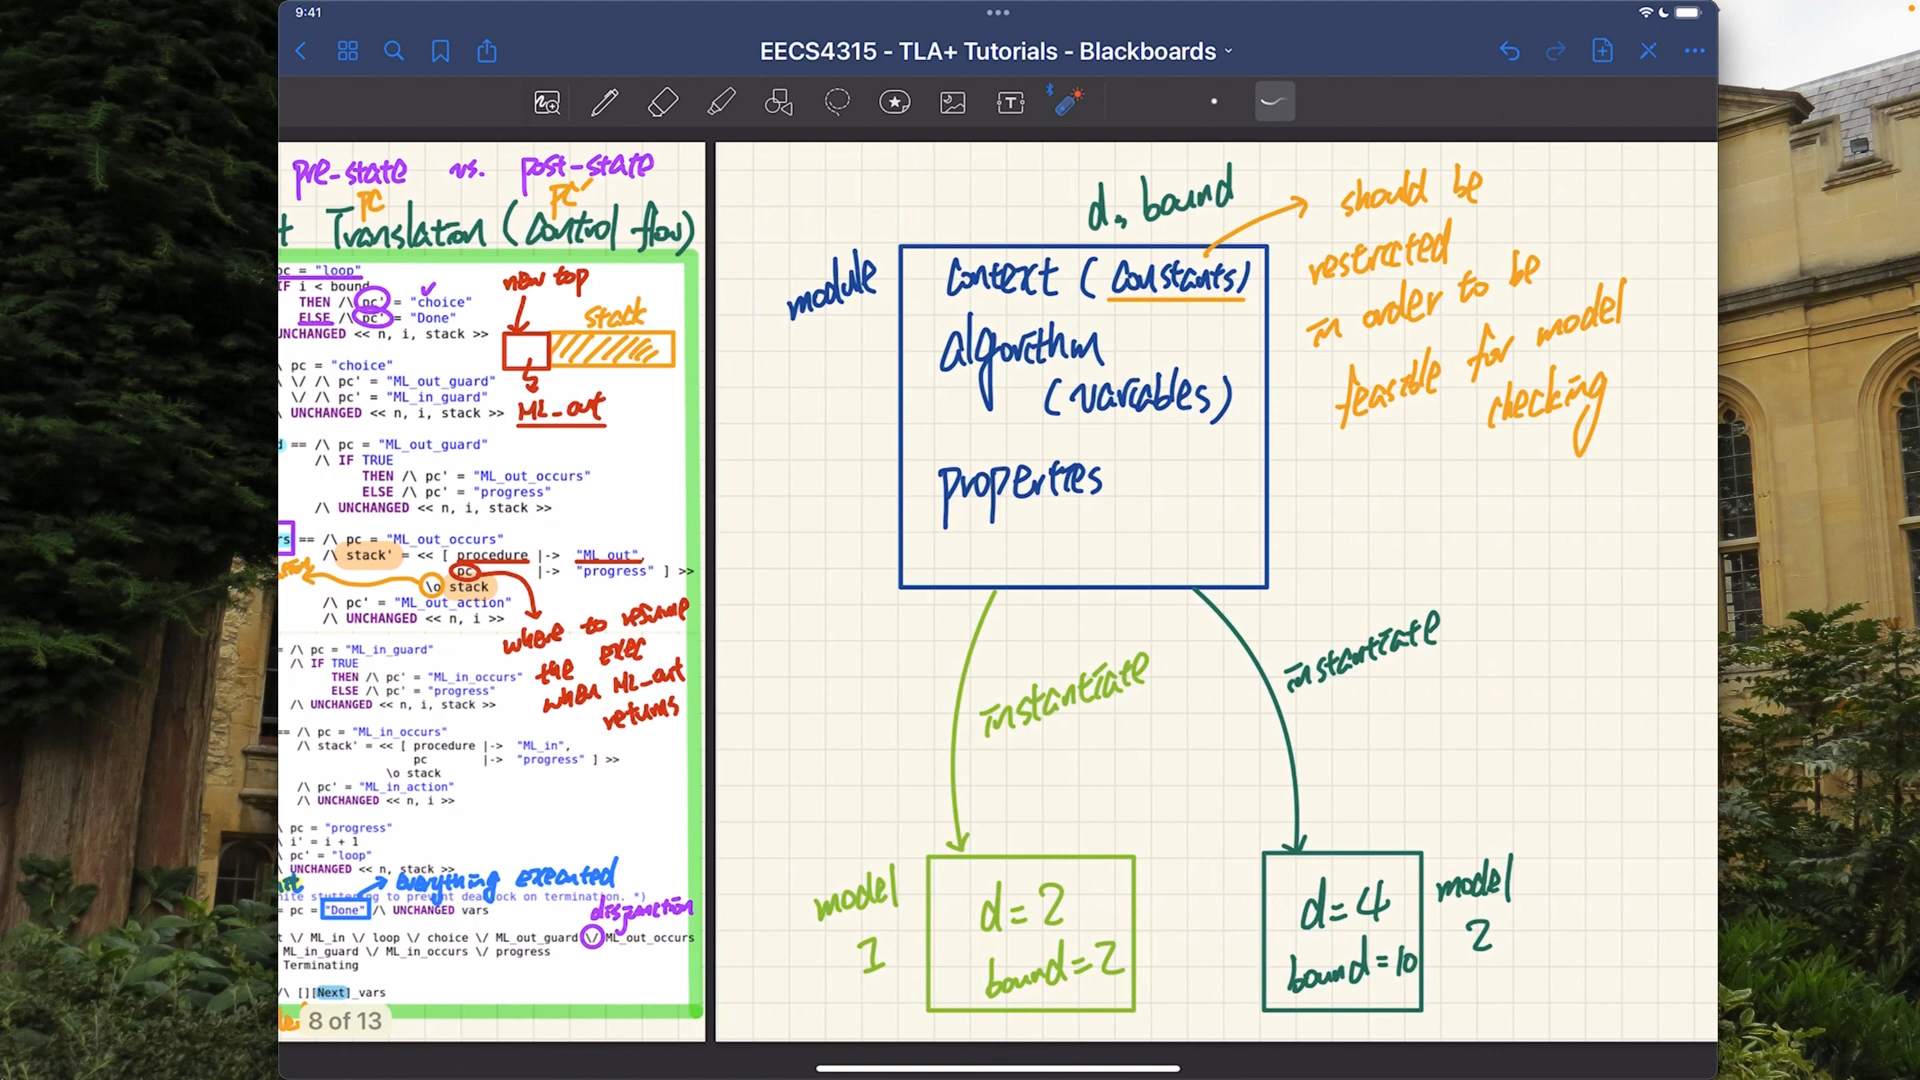 9:41
EECS4315 - TLA+ Tutorials - Blackboards
pre-state vs. post-state
pc pc'
t Translation (Control flow)
pc = "loop"
IF i < bound
THEN /\ pc' = "choice"
ELSE /\ pc' = "Done"
UNCHANGED << n, i, stack >>
new top
stack
ML_out
\ pc = "choice"
\ \/ /\ pc' = "ML_out_guard"
\ \/ /\ pc' = "ML_in_guard"
\ UNCHANGED << n, i, stack >>
d == /\ pc = "ML_out_guard"
/\ IF TRUE
THEN /\ pc' = "ML_out_occurs"
ELSE /\ pc' = "progress"
/\ UNCHANGED << n, i, stack >>
rs == /\ pc = "ML_out_occurs"
/\ stack' = << [ procedure |-> "ML_out",
pc |-> "progress" ] >>
\o stack
/\ pc' = "ML_out_action"
/\ UNCHANGED << n, i >>
where to resume
the exec
when ML_out
returns
= /\ pc = "ML_in_guard"
/\ IF TRUE
THEN /\ pc' = "ML_in_occurs"
ELSE /\ pc' = "progress"
/\ UNCHANGED << n, i, stack >>
== /\ pc = "ML_in_occurs"
/\ stack' = << [ procedure |-> "ML_in",
pc |-> "progress" ] >>
\o stack
/\ pc' = "ML_in_action"
/\ UNCHANGED << n, i >>
\ pc = "progress"
\ i' = i + 1
\ pc' = "loop"
\ UNCHANGED << n, stack >>
everything executed
nite stuttering to prevent deadlock on termination. *)
pc = "Done" /\ UNCHANGED vars
disjunction
t \/ ML_in \/ loop \/ choice \/ ML_out_guard \/ ML_out_occurs
ML_in_guard \/ ML_in_occurs \/ progress
Terminating
/\ [][Next]_vars
8 of 13
d, bound
module
context (constants)
algorithm
(variables)
properties
should be
restricted
in order to be
feasible for model
checking
instantiate
instantiate
model
1
d=2
bound=2
d=4
bound=10
model
2